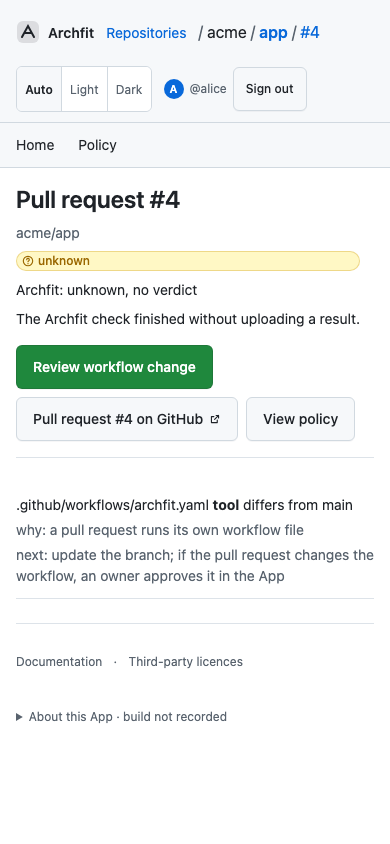 Archfit Repositories / acme / app / #4
Auto Light Dark A @alice Sign out
Home Policy
Pull request #4
acme/app
unknown
Archfit: unknown, no verdict
The Archfit check finished without uploading a result.
Review workflow change
Pull request #4 on GitHub View policy
.github/workflows/archfit.yaml tool differs from main
why: a pull request runs its own workflow file
next: update the branch; if the pull request changes the
workflow, an owner approves it in the App
Documentation · Third-party licences
About this App · build not recorded